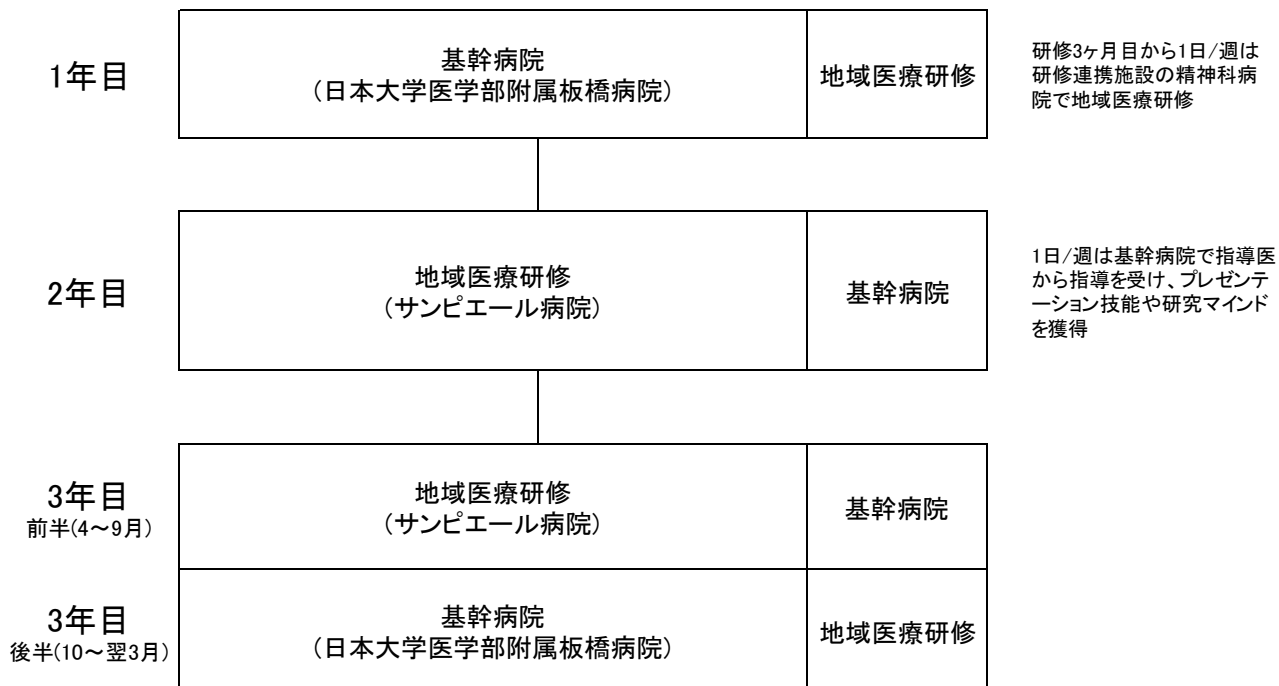 1年目
基幹病院
（日本大学医学部附属板橋病院）
地域医療研修
研修3ヶ月目から1日/週は
研修連携施設の精神科病
院で地域医療研修
2年目
地域医療研修
（サンピエール病院）
基幹病院
1日/週は基幹病院で指導医
から指導を受け、プレゼンテ
ーション技能や研究マインド
を獲得
3年目
前半(4～9月)
地域医療研修
（サンピエール病院）
基幹病院
3年目
後半(10～翌3月)
基幹病院
（日本大学医学部附属板橋病院）
地域医療研修